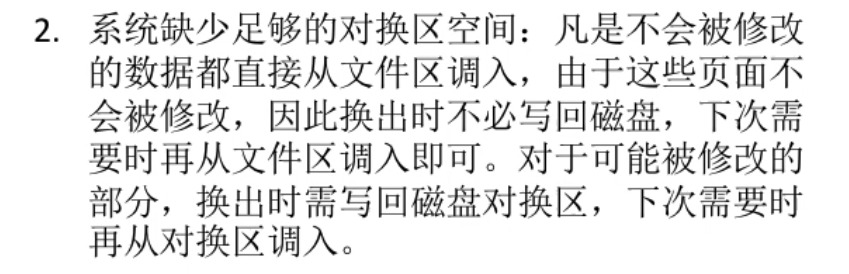 2. 系统缺少足够的对换区空间：凡是不会被修改
的数据都直接从文件区调入，由于这些页面不
会被修改，因此换出时不必写回磁盘，下次需
要时再从文件区调入即可。对于可能被修改的
部分，换出时需写回磁盘对换区，下次需要时
再从对换区调入。